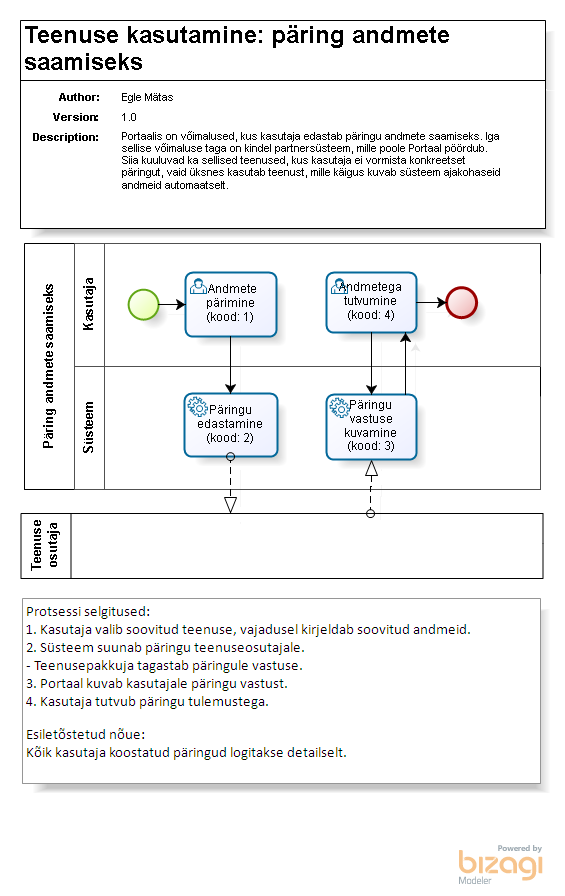 Teenuse kasutamine: päring andmete
saamiseks
Author: Egle Mätas
Version: 1.0
Description: Portaalis on võimalused, kus kasutaja edastab päringu andmete saamiseks. Iga
sellise võimaluse taga on kindel partnersüsteem, mille poole Portaal pöördub.
Siia kuuluvad ka sellised teenused, kus kasutaja ei vormista konkreetset
päringut, vaid üksnes kasutab teenust, mille käigus kuvab süsteem ajakohaseid
andmeid automaatselt.
Päring andmete saamiseks
Kasutaja
Andmete
pärimine
(kood: 1)
Andmetega
tutvumine
(kood: 4)
Süsteem
Päringu
edastamine
(kood: 2)
Päringu
vastuse
kuvamine
(kood: 3)
Teenuse
osutaja
Protsessi selgitused:
1. Kasutaja valib soovitud teenuse, vajadusel kirjeldab soovitud andmeid.
2. Süsteem suunab päringu teenuseosutajale.
- Teenusepakkuja tagastab päringule vastuse.
3. Portaal kuvab kasutajale päringu vastust.
4. Kasutaja tutvub päringu tulemustega.
Esiletõstetud nõue:
Kõik kasutaja koostatud päringud logitakse detailselt.
Powered by
bizagi
Modeler